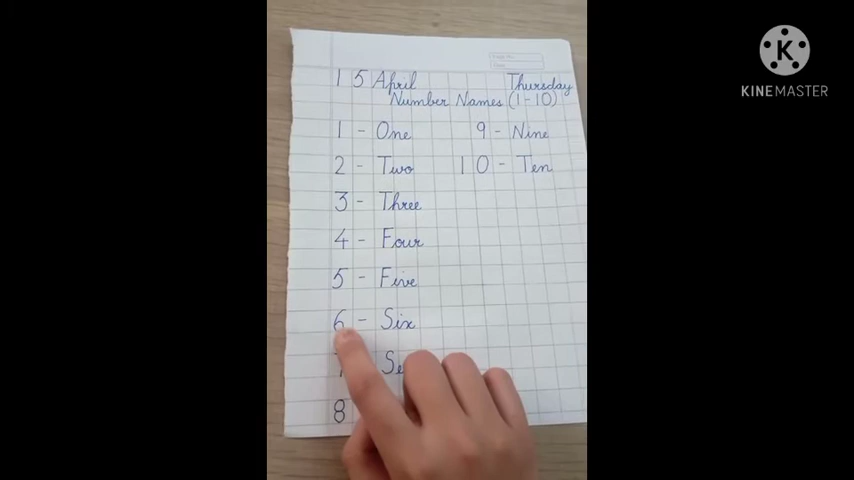 15 April Thursday
Number Names (1-10)
1 - One
2 - Two
3 - Three
4 - Four
5 - Five
6 - Six
8
9 - Nine
10 - Ten
KINEMASTER